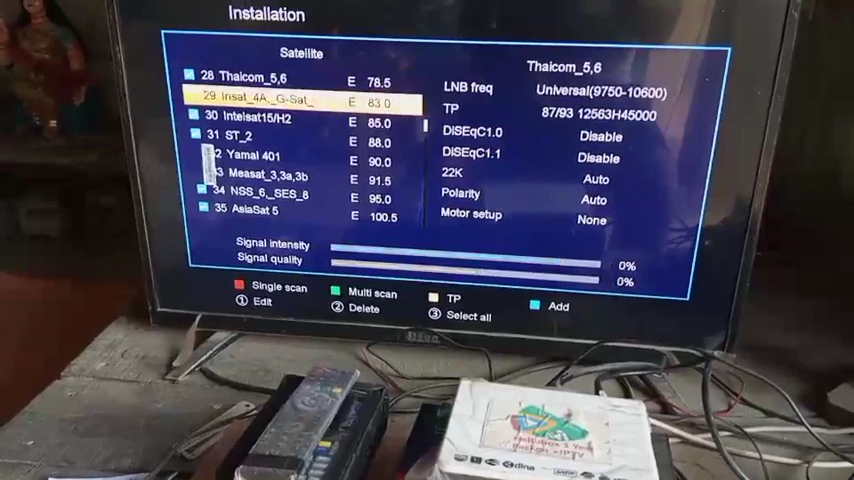 Installation
Satellite
28 Thaicom_5,6 E 78.5
29 Insat_4A,_G-Sat_ E 83.0
30 Intelsat15/H2 E 85.0
31 ST_2 E 88.0
2 Yamal 401 E 90.0
3 Measat_3,3a,3b E 91.5
34 NSS_6,_SES_8 E 95.0
35 AsiaSat 5 E 100.5
Thaicom_5,6
LNB freq Universal(9750-10600)
TP 87/93 12563H45000
DiSEqC1.0 Disable
DiSEqC1.1 Disable
22K Auto
Polarity Auto
Motor setup None
Signal intensity 0%
Signal quality 0%
Single scan Multi scan TP Add
1 Edit 2 Delete 3 Select all